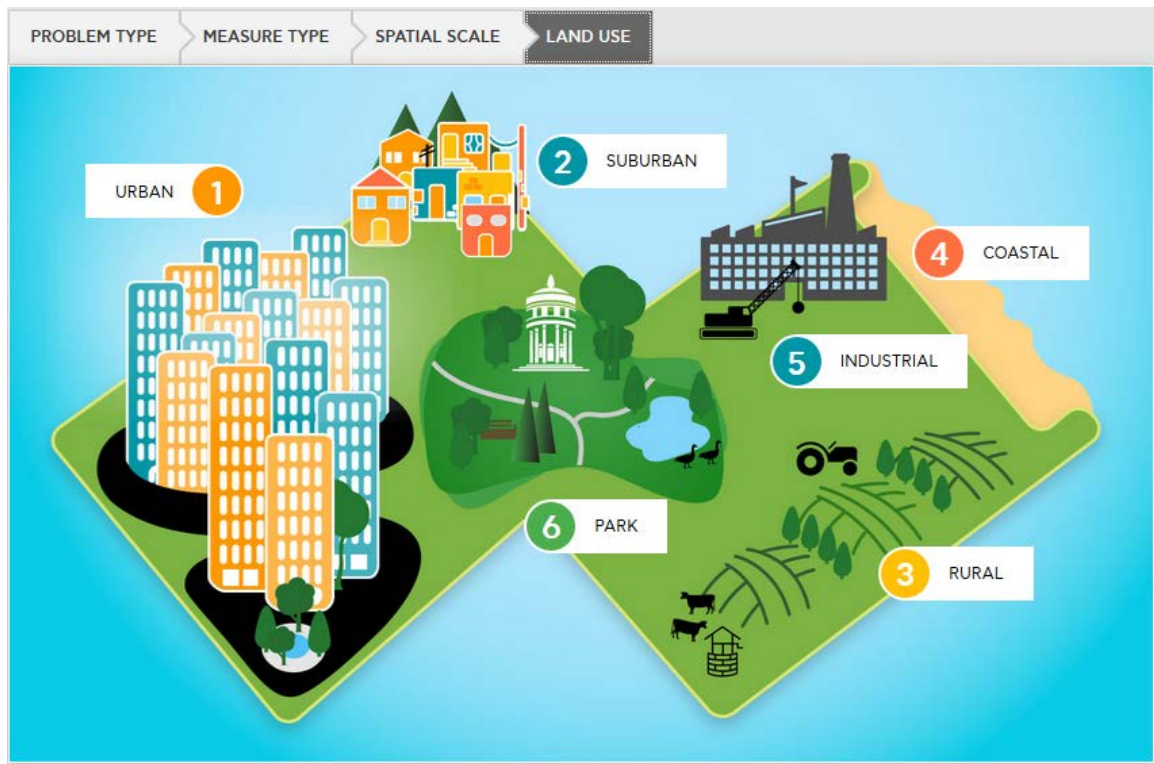 PROBLEM TYPE
MEASURE TYPE
SPATIAL SCALE
LAND USE
URBAN 1
2 SUBURBAN
4 COASTAL
5 INDUSTRIAL
6 PARK
3 RURAL